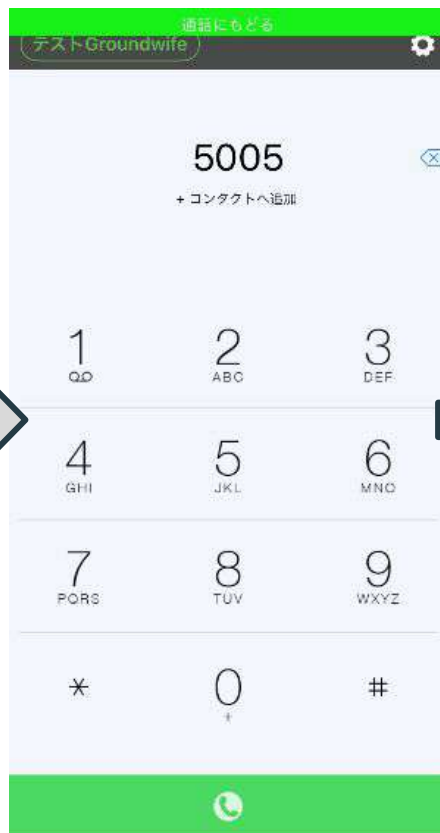 通話にもどる
テストGroundwife
5005
+ コンタクトへ追加
1 2 3
ABC DEF
4 5 6
GHI JKL MNO
7 8 9
PQRS TUV WXYZ
* 0 #
+